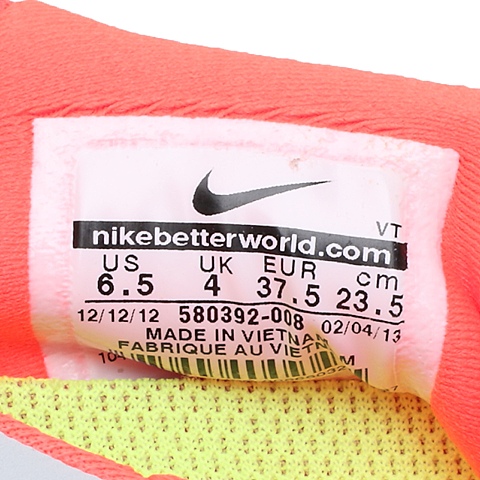 VT
nikebetterworld.com
US UK EUR cm
6.5 4 37.5 23.5
12/12/12 580392-008 02/04/13
MADE IN VIETNAM
FABRIQUE AU VIETNAM